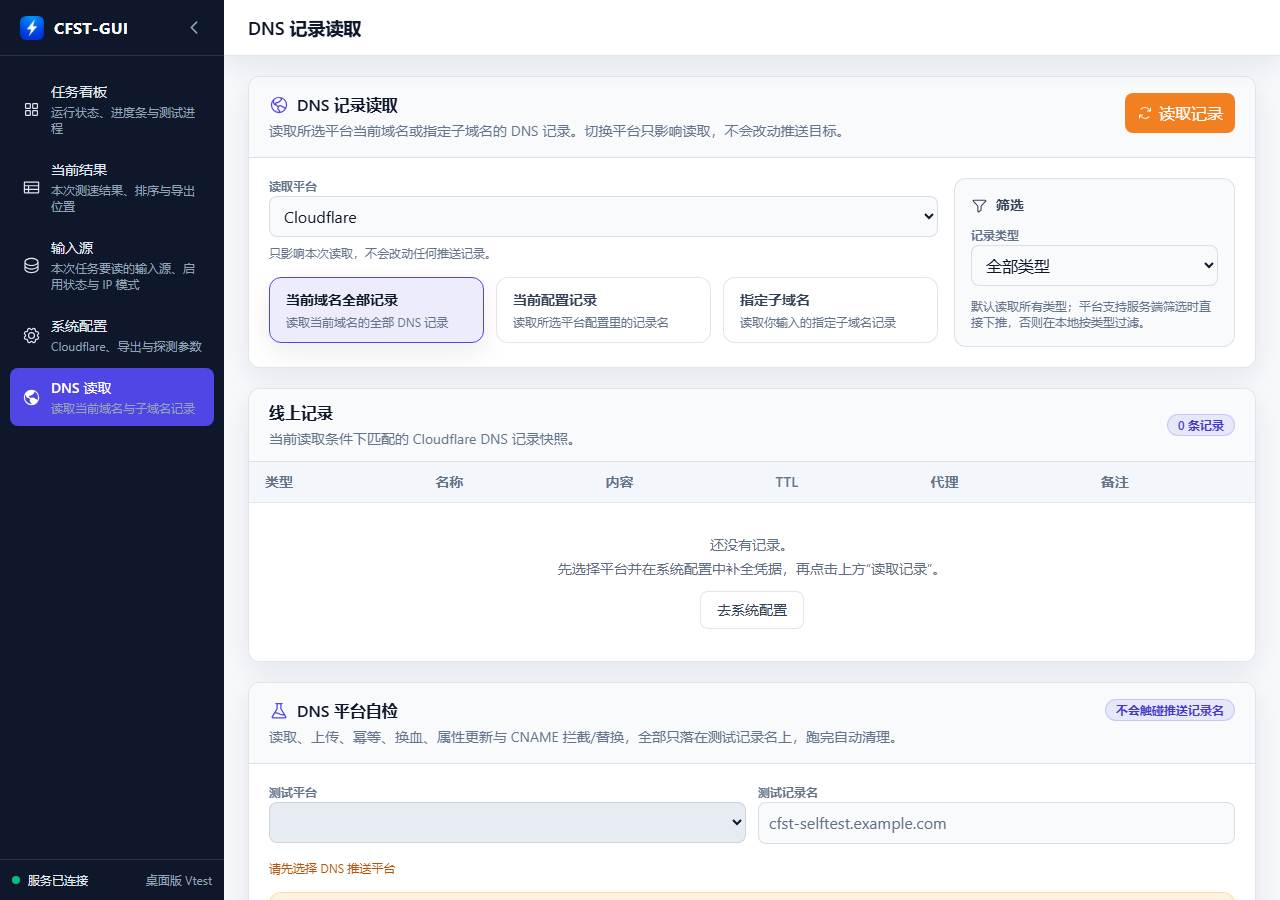 CFST-GUI
DNS 记录读取
任务看板
运行状态、进度条与测试进
程
当前结果
本次测速结果、排序与导出
位置
输入源
本次任务要读的输入源、启
用状态与 IP 模式
系统配置
Cloudflare、导出与探测参数
DNS 读取
读取当前域名与子域名记录
服务已连接
桌面版 Vtest
DNS 记录读取
读取所选平台当前域名或指定子域名的 DNS 记录。切换平台只影响读取，不会改动推送目标。
读取记录
读取平台
Cloudflare
只影响本次读取，不会改动任何推送记录。
当前域名全部记录
读取当前域名的全部 DNS 记录
当前配置记录
读取所选平台配置里的记录名
指定子域名
读取你输入的指定子域名记录
筛选
记录类型
全部类型
默认读取所有类型；平台支持服务端筛选时直
接下推，否则在本地按类型过滤。
线上记录
当前读取条件下匹配的 Cloudflare DNS 记录快照。
0 条记录
类型 名称 内容 TTL 代理 备注
还没有记录。
先选择平台并在系统配置中补全凭据，再点击上方“读取记录”。
去系统配置
DNS 平台自检
读取、上传、幂等、换血、属性更新与 CNAME 拦截/替换，全部只落在测试记录名上，跑完自动清理。
不会触碰推送记录名
测试平台
测试记录名
cfst-selftest.example.com
请先选择 DNS 推送平台